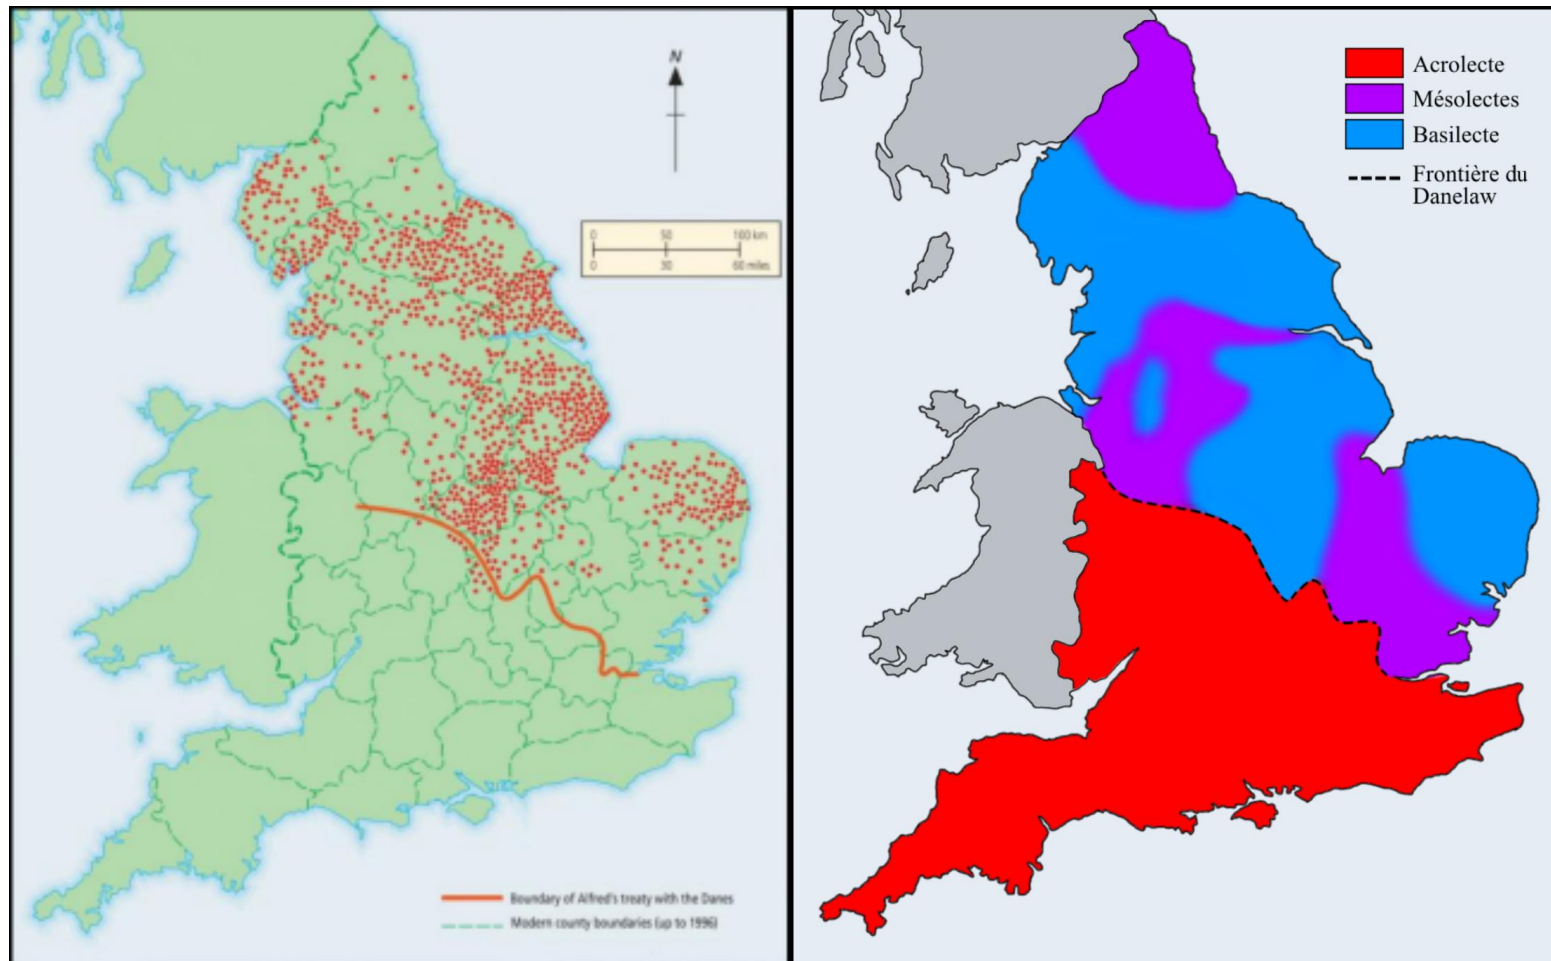 N
0 50 100 km
0 30 60 miles
Boundary of Alfred's treaty with the Danes
Modern county boundaries (up to 1996)
Acrolecte
Mésolectes
Basilecte
Frontière du
Danelaw